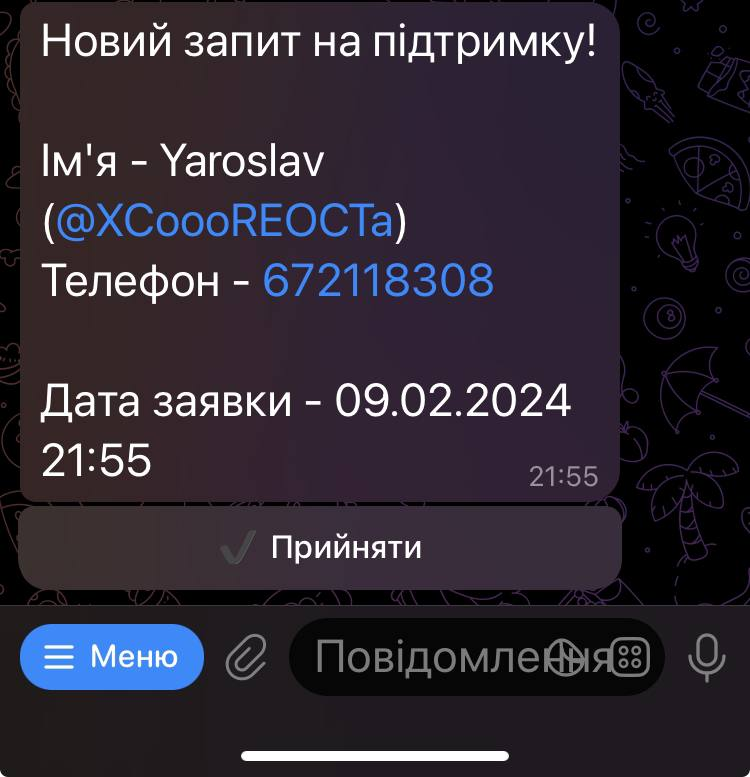 Новий запит на підтримку!
Ім'я - Yaroslav
(@XCoooREOCTa)
Телефон - 672118308
Дата заявки - 09.02.2024
21:55
21:55
Прийняти
Меню
Повідомлення